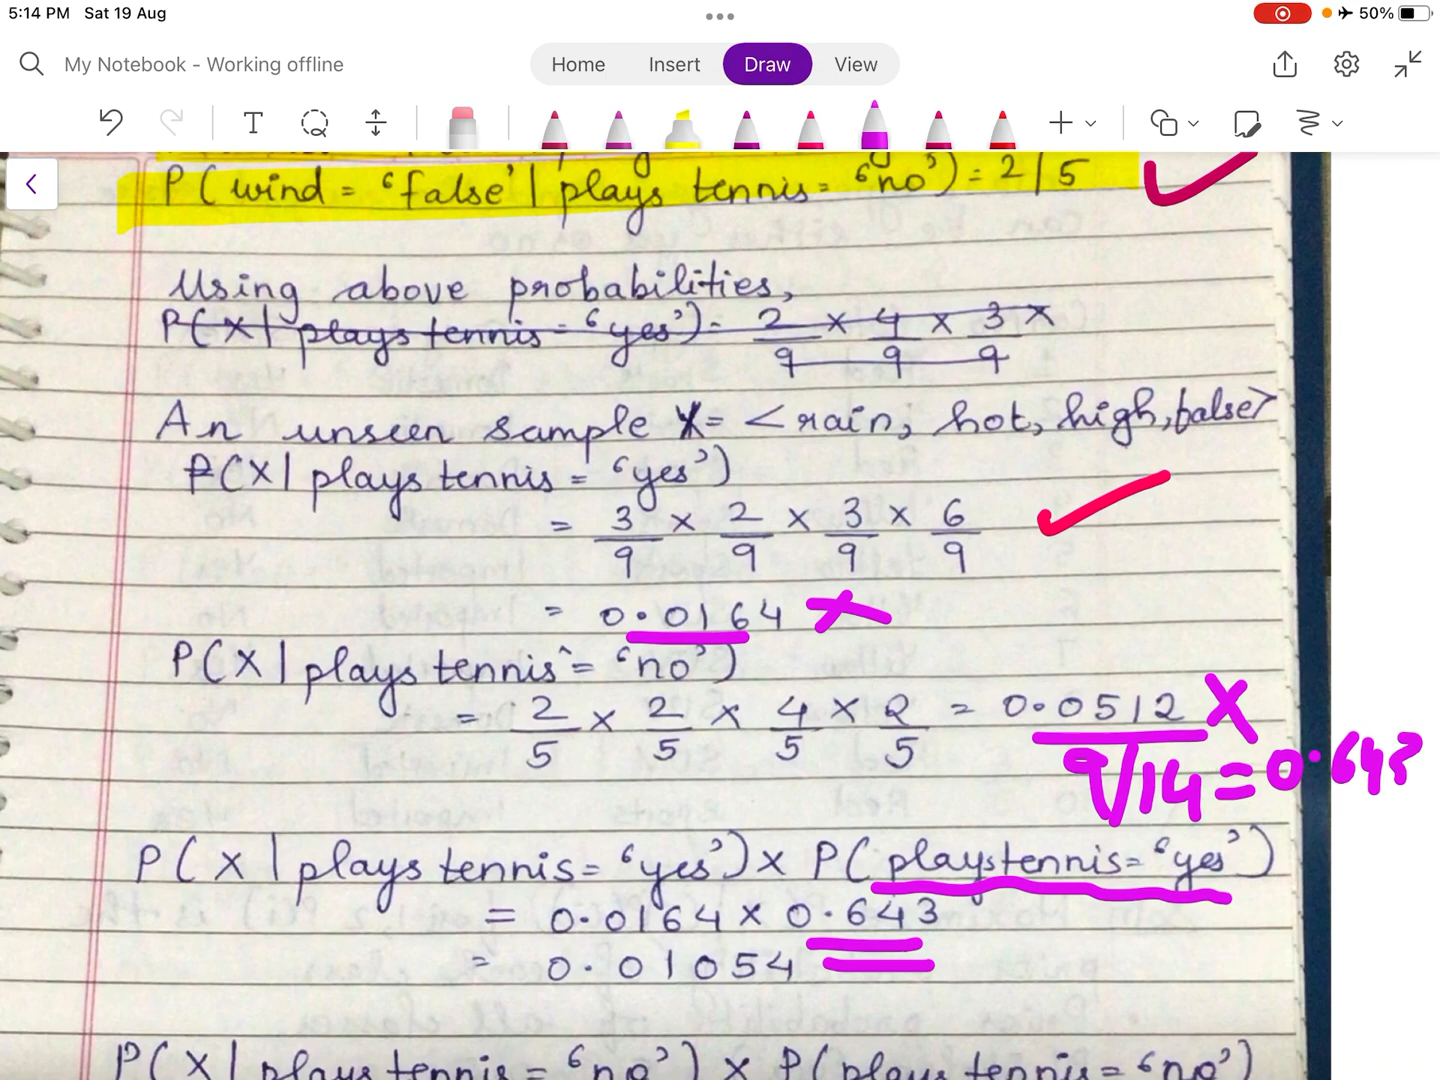 5:14 PM Sat 19 Aug
50%
My Notebook - Working offline
Home Insert Draw View
P(wind = 'false' | plays tennis = 'no') = 2/5
Using above probabilities,
P(X | plays tennis = 'yes') = 2/9 × 4/9 × 3/9 ×
An unseen sample X = <rain, hot, high, false>
P(X | plays tennis = 'yes')
= 3/9 × 2/9 × 3/9 × 6/9
= 0.0164 ×
P(X | plays tennis = 'no')
= 2/5 × 2/5 × 4/5 × 2/5 = 0.0512 ×
9/14 = 0.643
P(X | plays tennis = 'yes') × P(plays tennis = 'yes')
= 0.0164 × 0.643
= 0.01054
P(X | plays tennis = 'no') × P(plays tennis = 'no')